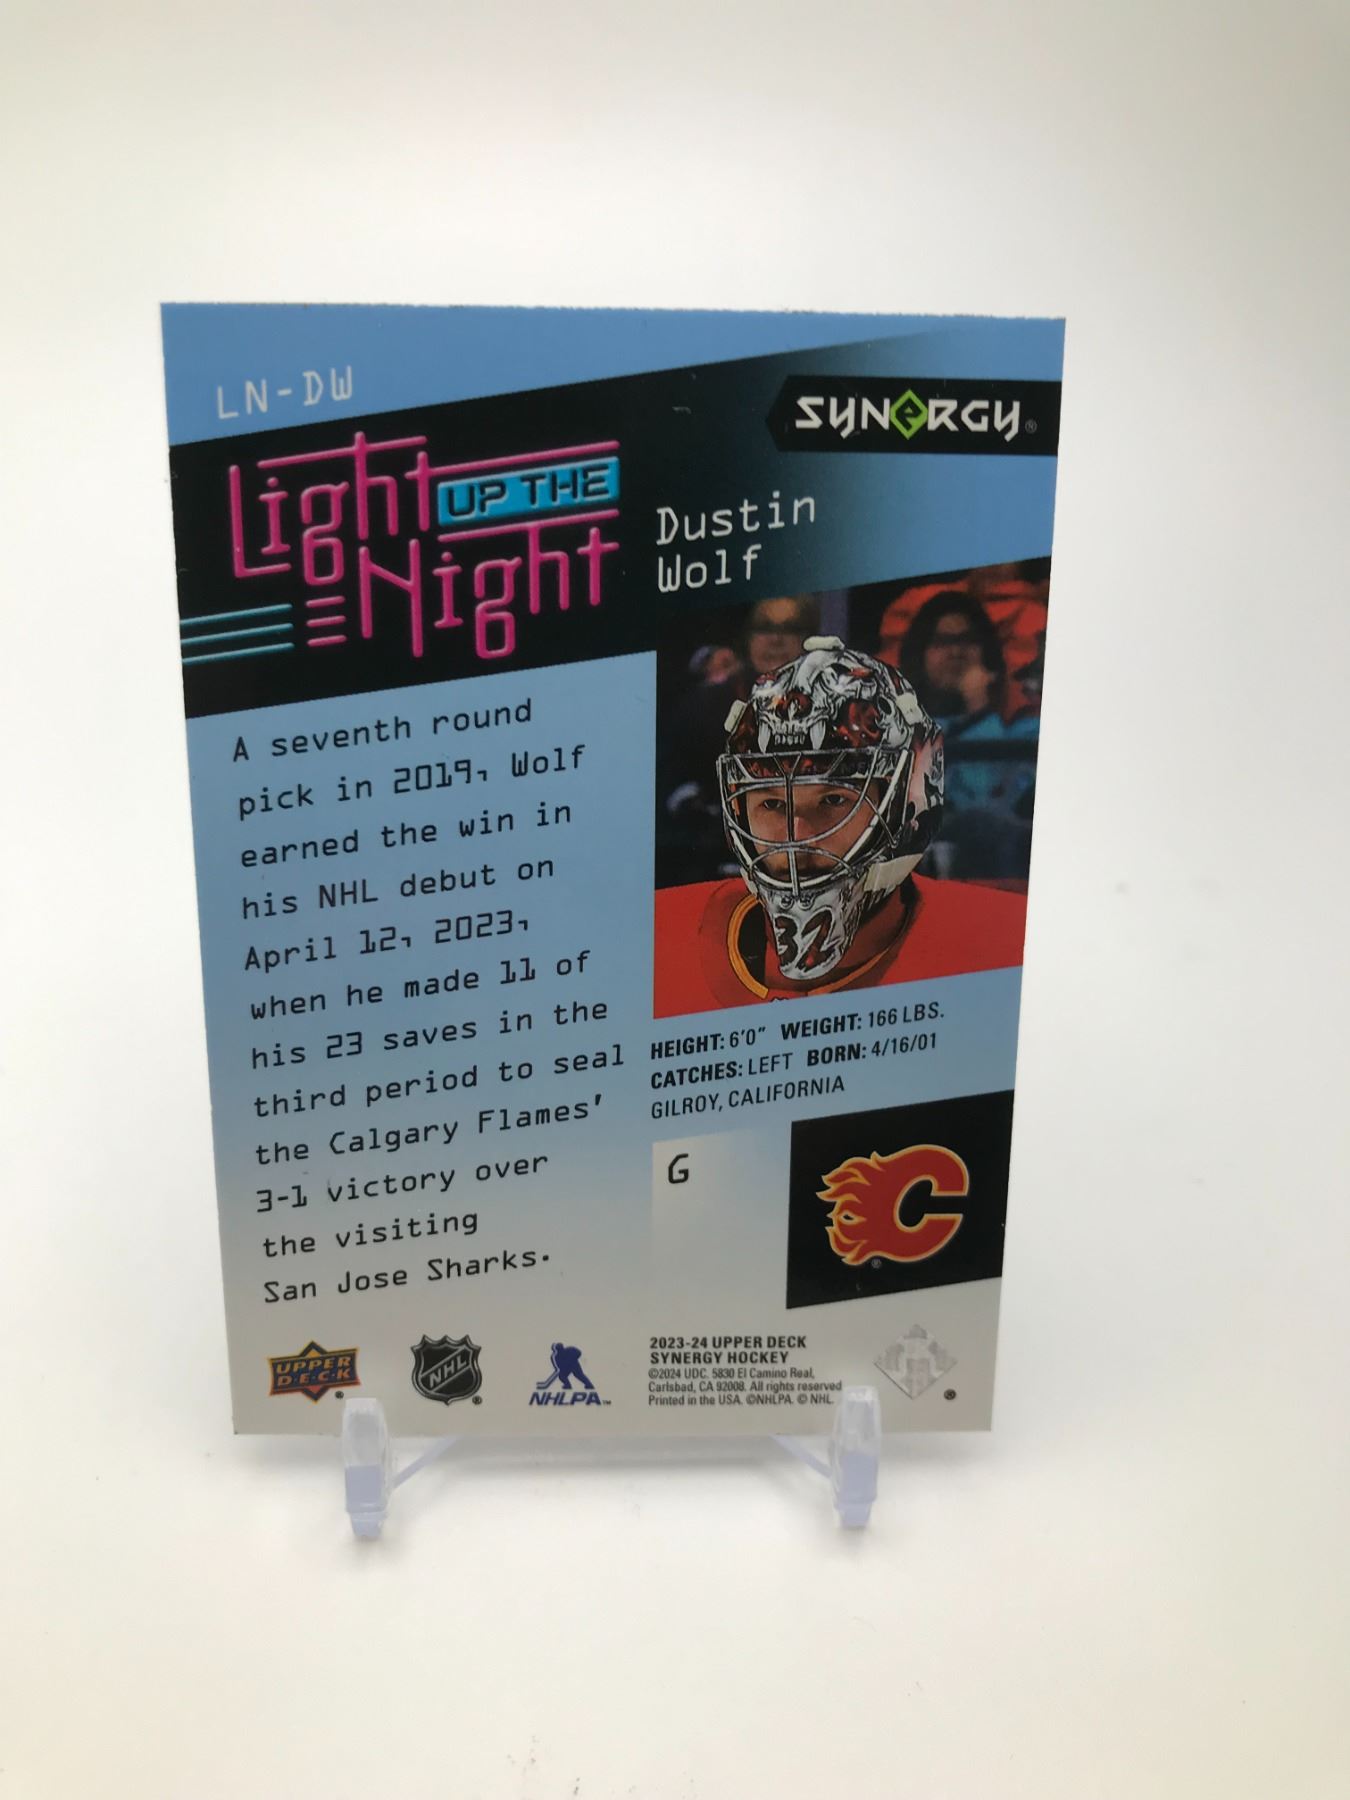 LN-DW
SYNERGY®
Light UP THE
Night
Dustin
Wolf
A seventh round
pick in 2019, Wolf
earned the win in
his NHL debut on
April 12, 2023,
when he made 11 of
his 23 saves in the
third period to seal
the Calgary Flames'
3-1 victory over
the visiting
San Jose Sharks.
32
HEIGHT: 6'0" WEIGHT: 166 LBS.
CATCHES: LEFT BORN: 4/16/01
GILROY, CALIFORNIA
G
C
®
UPPER
D·E·C·K
®
NHL
®
NHLPA™
2023-24 UPPER DECK
SYNERGY HOCKEY
©2024 UDC. 5830 El Camino Real,
Carlsbad, CA 92008. All rights reserved
Printed in the USA. ©NHLPA. © NHL.
®